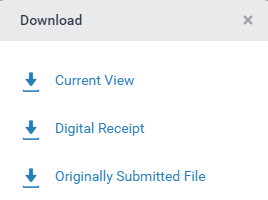 Download
Current View
Digital Receipt
Originally Submitted File